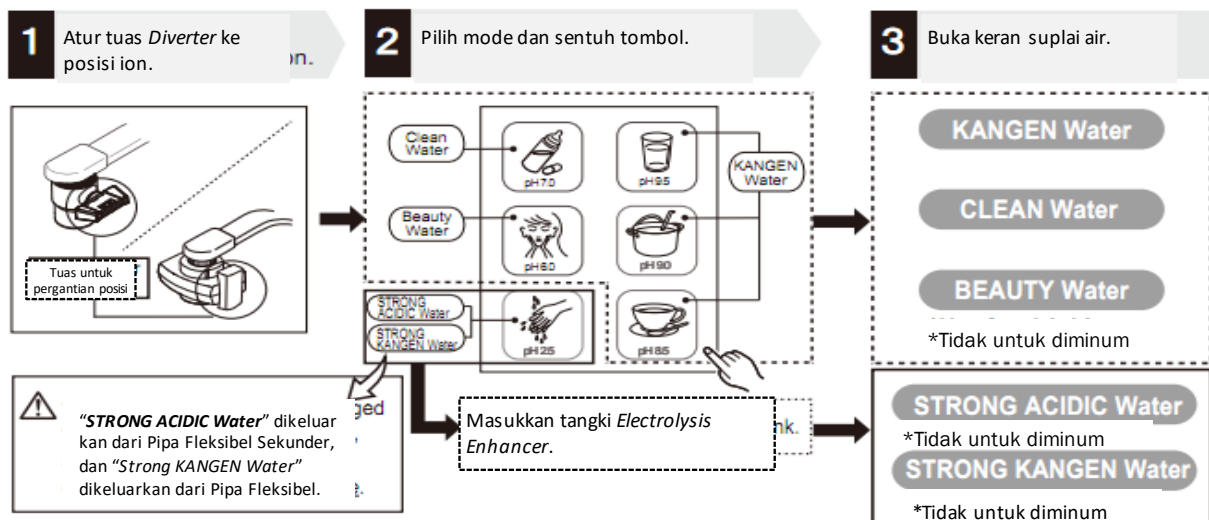 1
Atur tuas Diverter ke
posisi ion.
on.
2
Pilih mode dan sentuh tombol.
3
Buka keran suplai air.
Tuas untuk
pergantian posisi
Clean
Water
pH7.0
pH9.5
KANGEN
Water
Beauty
Water
pH6.0
pH9.0
STRONG
ACIDIC Water
STRONG
KANGEN Water
pH2.5
pH8.5
KANGEN Water
CLEAN Water
BEAUTY Water
*Tidak untuk diminum
“STRONG ACIDIC Water” dikeluar
kan dari Pipa Fleksibel Sekunder,
dan “Strong KANGEN Water”
dikeluarkan dari Pipa Fleksibel.
ged
Masukkan tangki Electrolysis
Enhancer.
nk.
STRONG ACIDIC Water
*Tidak untuk diminum
STRONG KANGEN Water
*Tidak untuk diminum